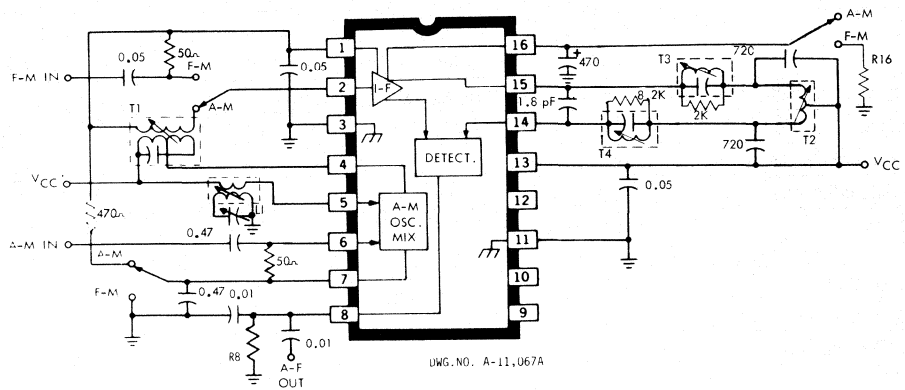 A-M
F-M
R16
50Ω
F-M
0.05
F-M IN
A-M
0.05
T1
VCC
470Ω
0.47
A-M IN
A-M
50Ω
F-M
0.47
0.01
R8
0.01
A-F
OUT
1
2
3
4
5
6
7
8
I-F
DETECT.
A-M
OSC.
MIX
16
15
14
13
12
11
10
9
470
+
1.8 pF
8.2K
T4
T3
2K
720
720
T2
VCC
0.05
DWG.NO. A-11,067A